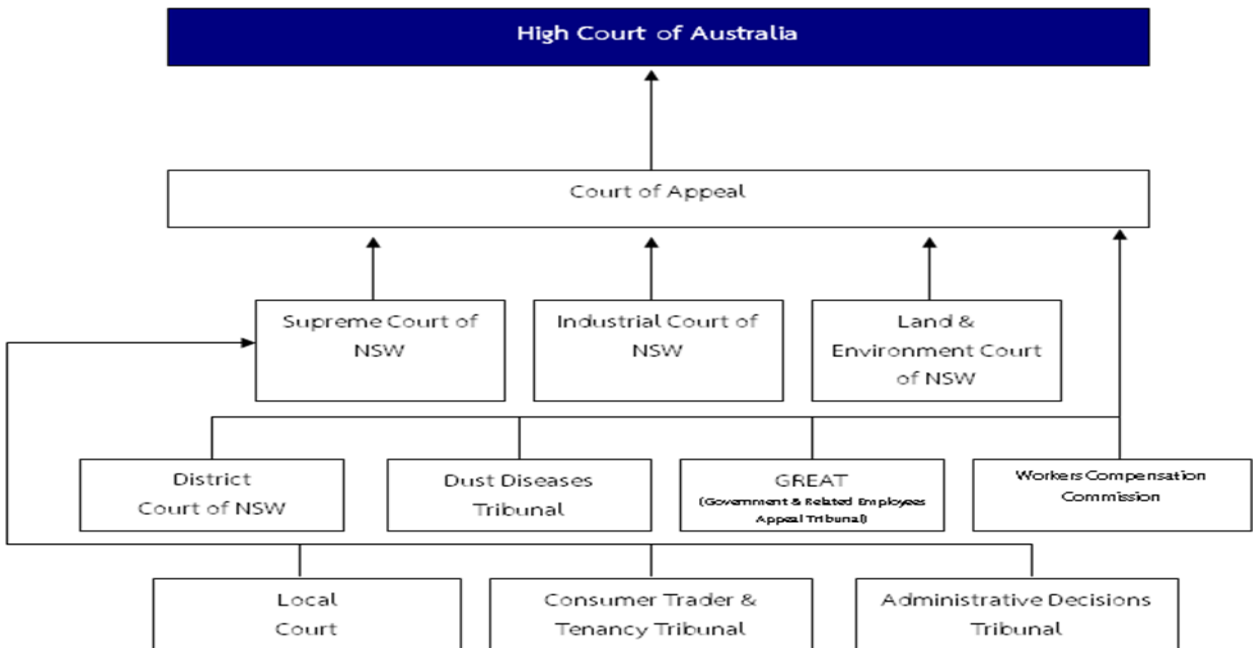 High Court of Australia
Court of Appeal
Supreme Court of
NSW
Industrial Court of
NSW
Land &
Environment Court
of NSW
District
Court of NSW
Dust Diseases
Tribunal
GREAT
(Government & Related Employees
Appeal Tribunal)
Workers Compensation
Commission
Local
Court
Consumer Trader &
Tenancy Tribunal
Administrative Decisions
Tribunal